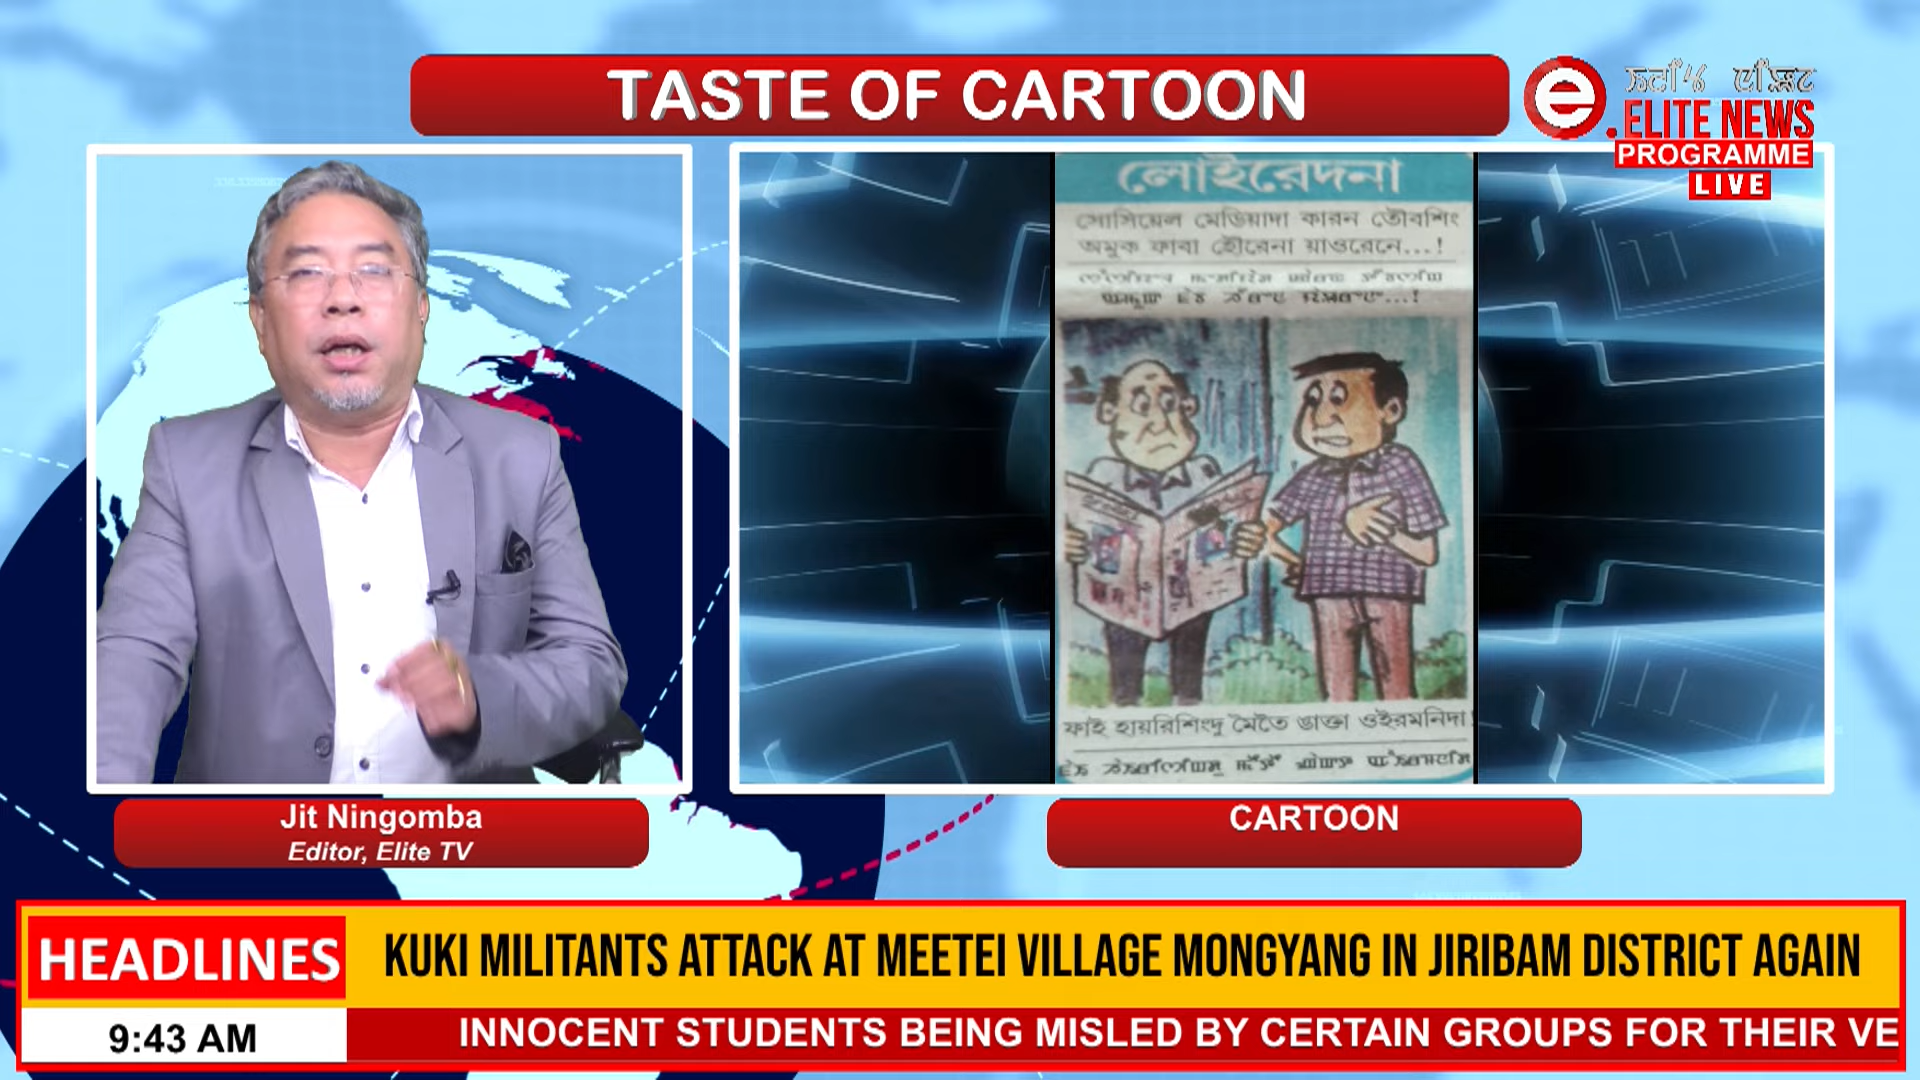 TASTE OF CARTOON
ELITE NEWS
PROGRAMME
LIVE
লোইরেদনা
সোসিয়েল মেডিয়াদা কারন তৌবশিং
অমুক ফাবা হৌরেনা য়াওরেনে...!
ফাই হায়রিশিংদু মৈতৈ ঙাক্তা ওইরমনিদা!
Jit Ningomba
Editor, Elite TV
CARTOON
HEADLINES
KUKI MILITANTS ATTACK AT MEETEI VILLAGE MONGYANG IN JIRIBAM DISTRICT AGAIN
9:43 AM
INNOCENT STUDENTS BEING MISLED BY CERTAIN GROUPS FOR THEIR VE